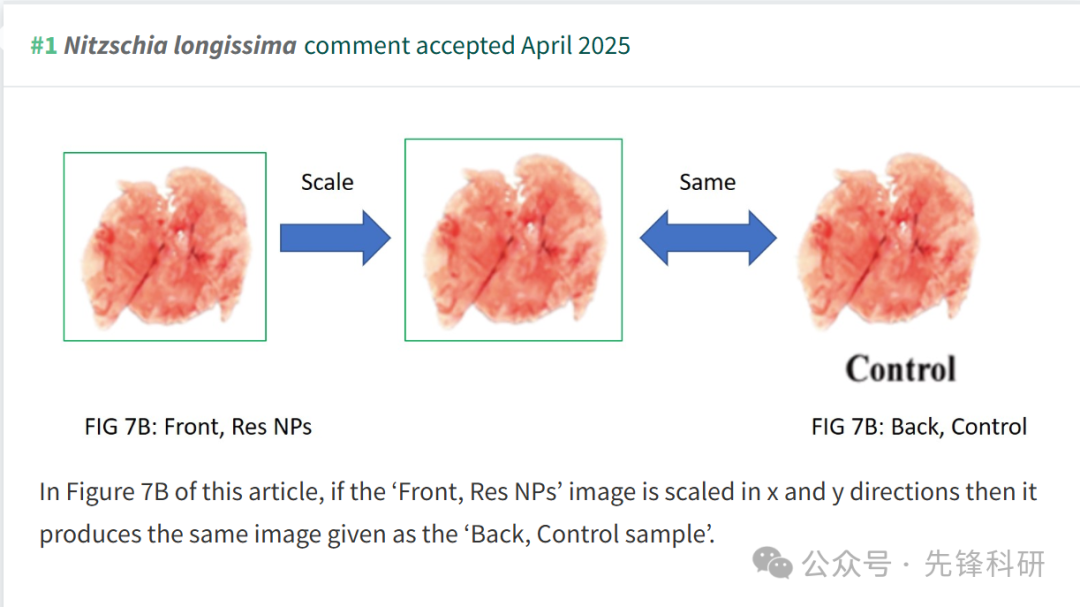 #1 Nitzschia longissima comment accepted April 2025
Scale
Same
Control
FIG 7B: Front, Res NPs
FIG 7B: Back, Control
In Figure 7B of this article, if the ‘Front, Res NPs’ image is scaled in x and y directions then it
produces the same image given as the ‘Back, Control sample’.
公众号 · 先锋科研